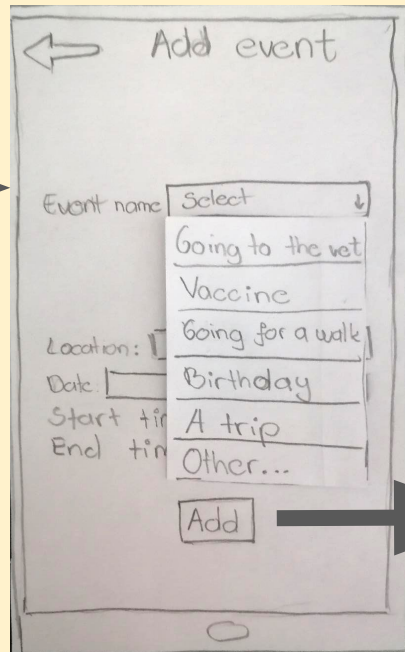 Add event
Event name Select
Going to the vet
Vaccine
Going for a walk
Birthday
A trip
Other...
Location:
Date
Start tim
End tim
Add